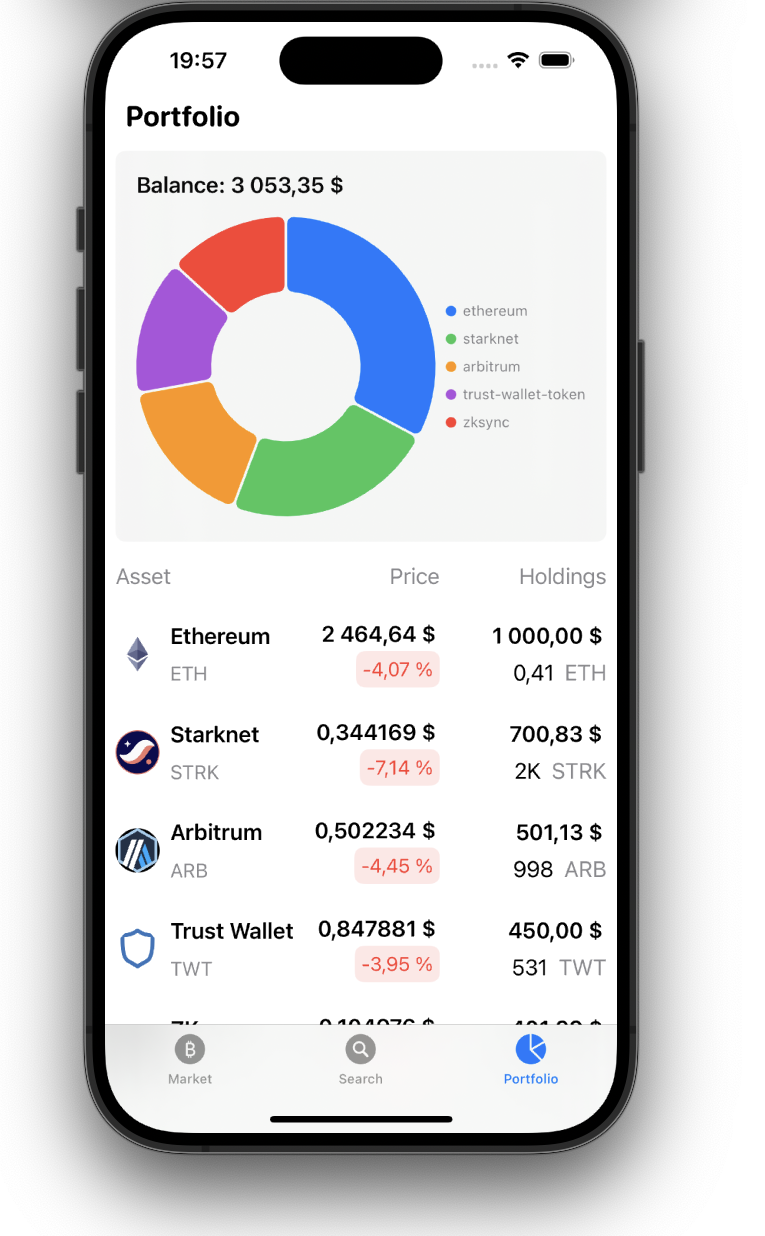 19:57
Portfolio
Balance: 3 053,35 $
ethereum
starknet
arbitrum
trust-wallet-token
zksync
Asset Price Holdings
Ethereum 2 464,64 $ 1 000,00 $
ETH -4,07 % 0,41 ETH
Starknet 0,344169 $ 700,83 $
STRK -7,14 % 2K STRK
Arbitrum 0,502234 $ 501,13 $
ARB -4,45 % 998 ARB
Trust Wallet 0,847881 $ 450,00 $
TWT -3,95 % 531 TWT
Market Search Portfolio